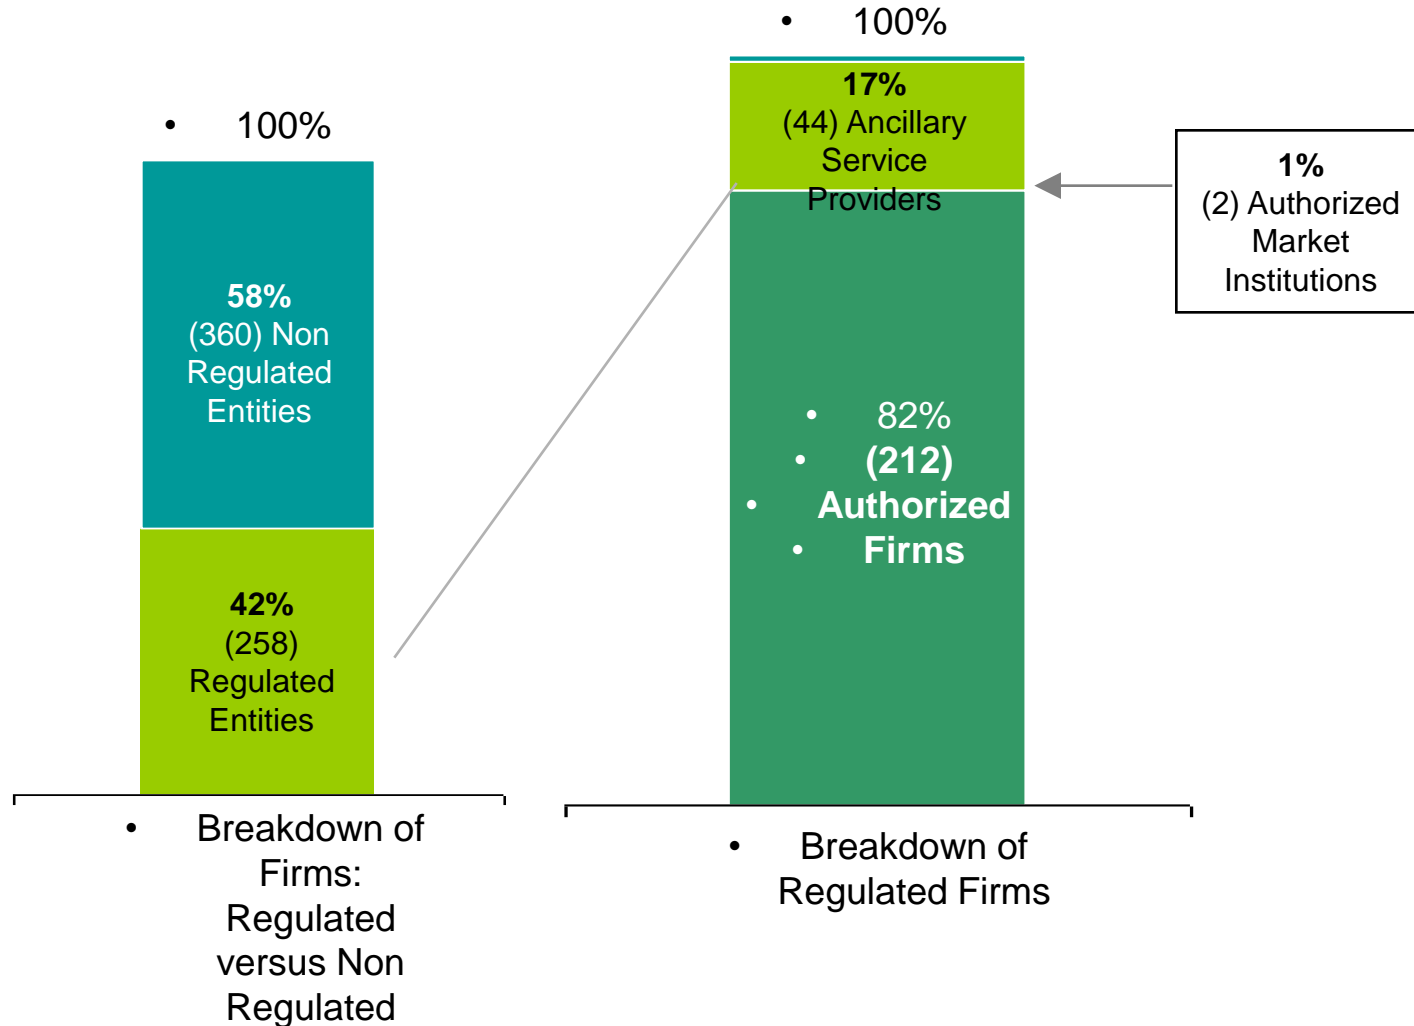 • 100%
58%
(360) Non
Regulated
Entities
42%
(258)
Regulated
Entities
• Breakdown of
Firms:
Regulated
versus Non
Regulated
• 100%
17%
(44) Ancillary
Service
Providers
• 82%
• (212)
• Authorized
• Firms
• Breakdown of
Regulated Firms
1%
(2) Authorized
Market
Institutions